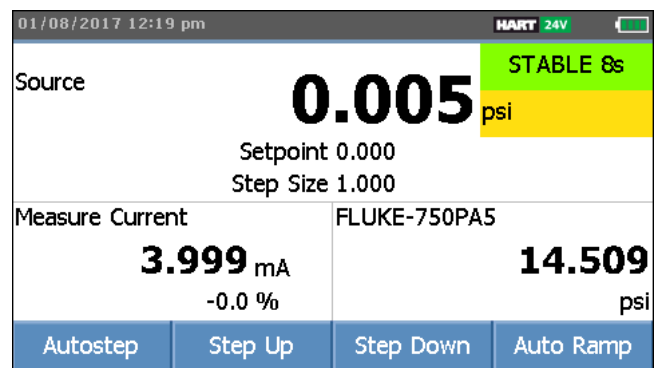 01/08/2017 12:19 pm HART 24V
STABLE 8s
Source 0.005 psi
Setpoint 0.000
Step Size 1.000
Measure Current FLUKE-750PA5
3.999 mA 14.509
-0.0 % psi
Autostep Step Up Step Down Auto Ramp